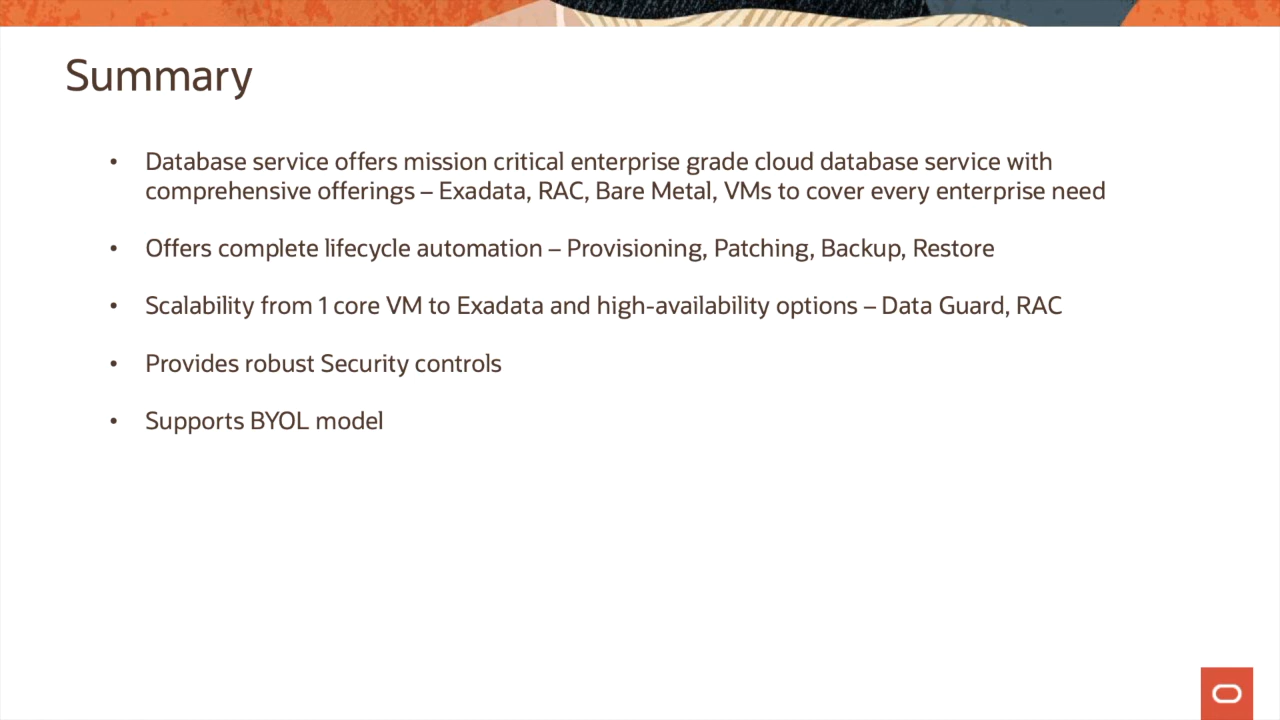 Summary
• Database service offers mission critical enterprise grade cloud database service with
comprehensive offerings – Exadata, RAC, Bare Metal, VMs to cover every enterprise need
• Offers complete lifecycle automation – Provisioning, Patching, Backup, Restore
• Scalability from 1 core VM to Exadata and high-availability options – Data Guard, RAC
• Provides robust Security controls
• Supports BYOL model